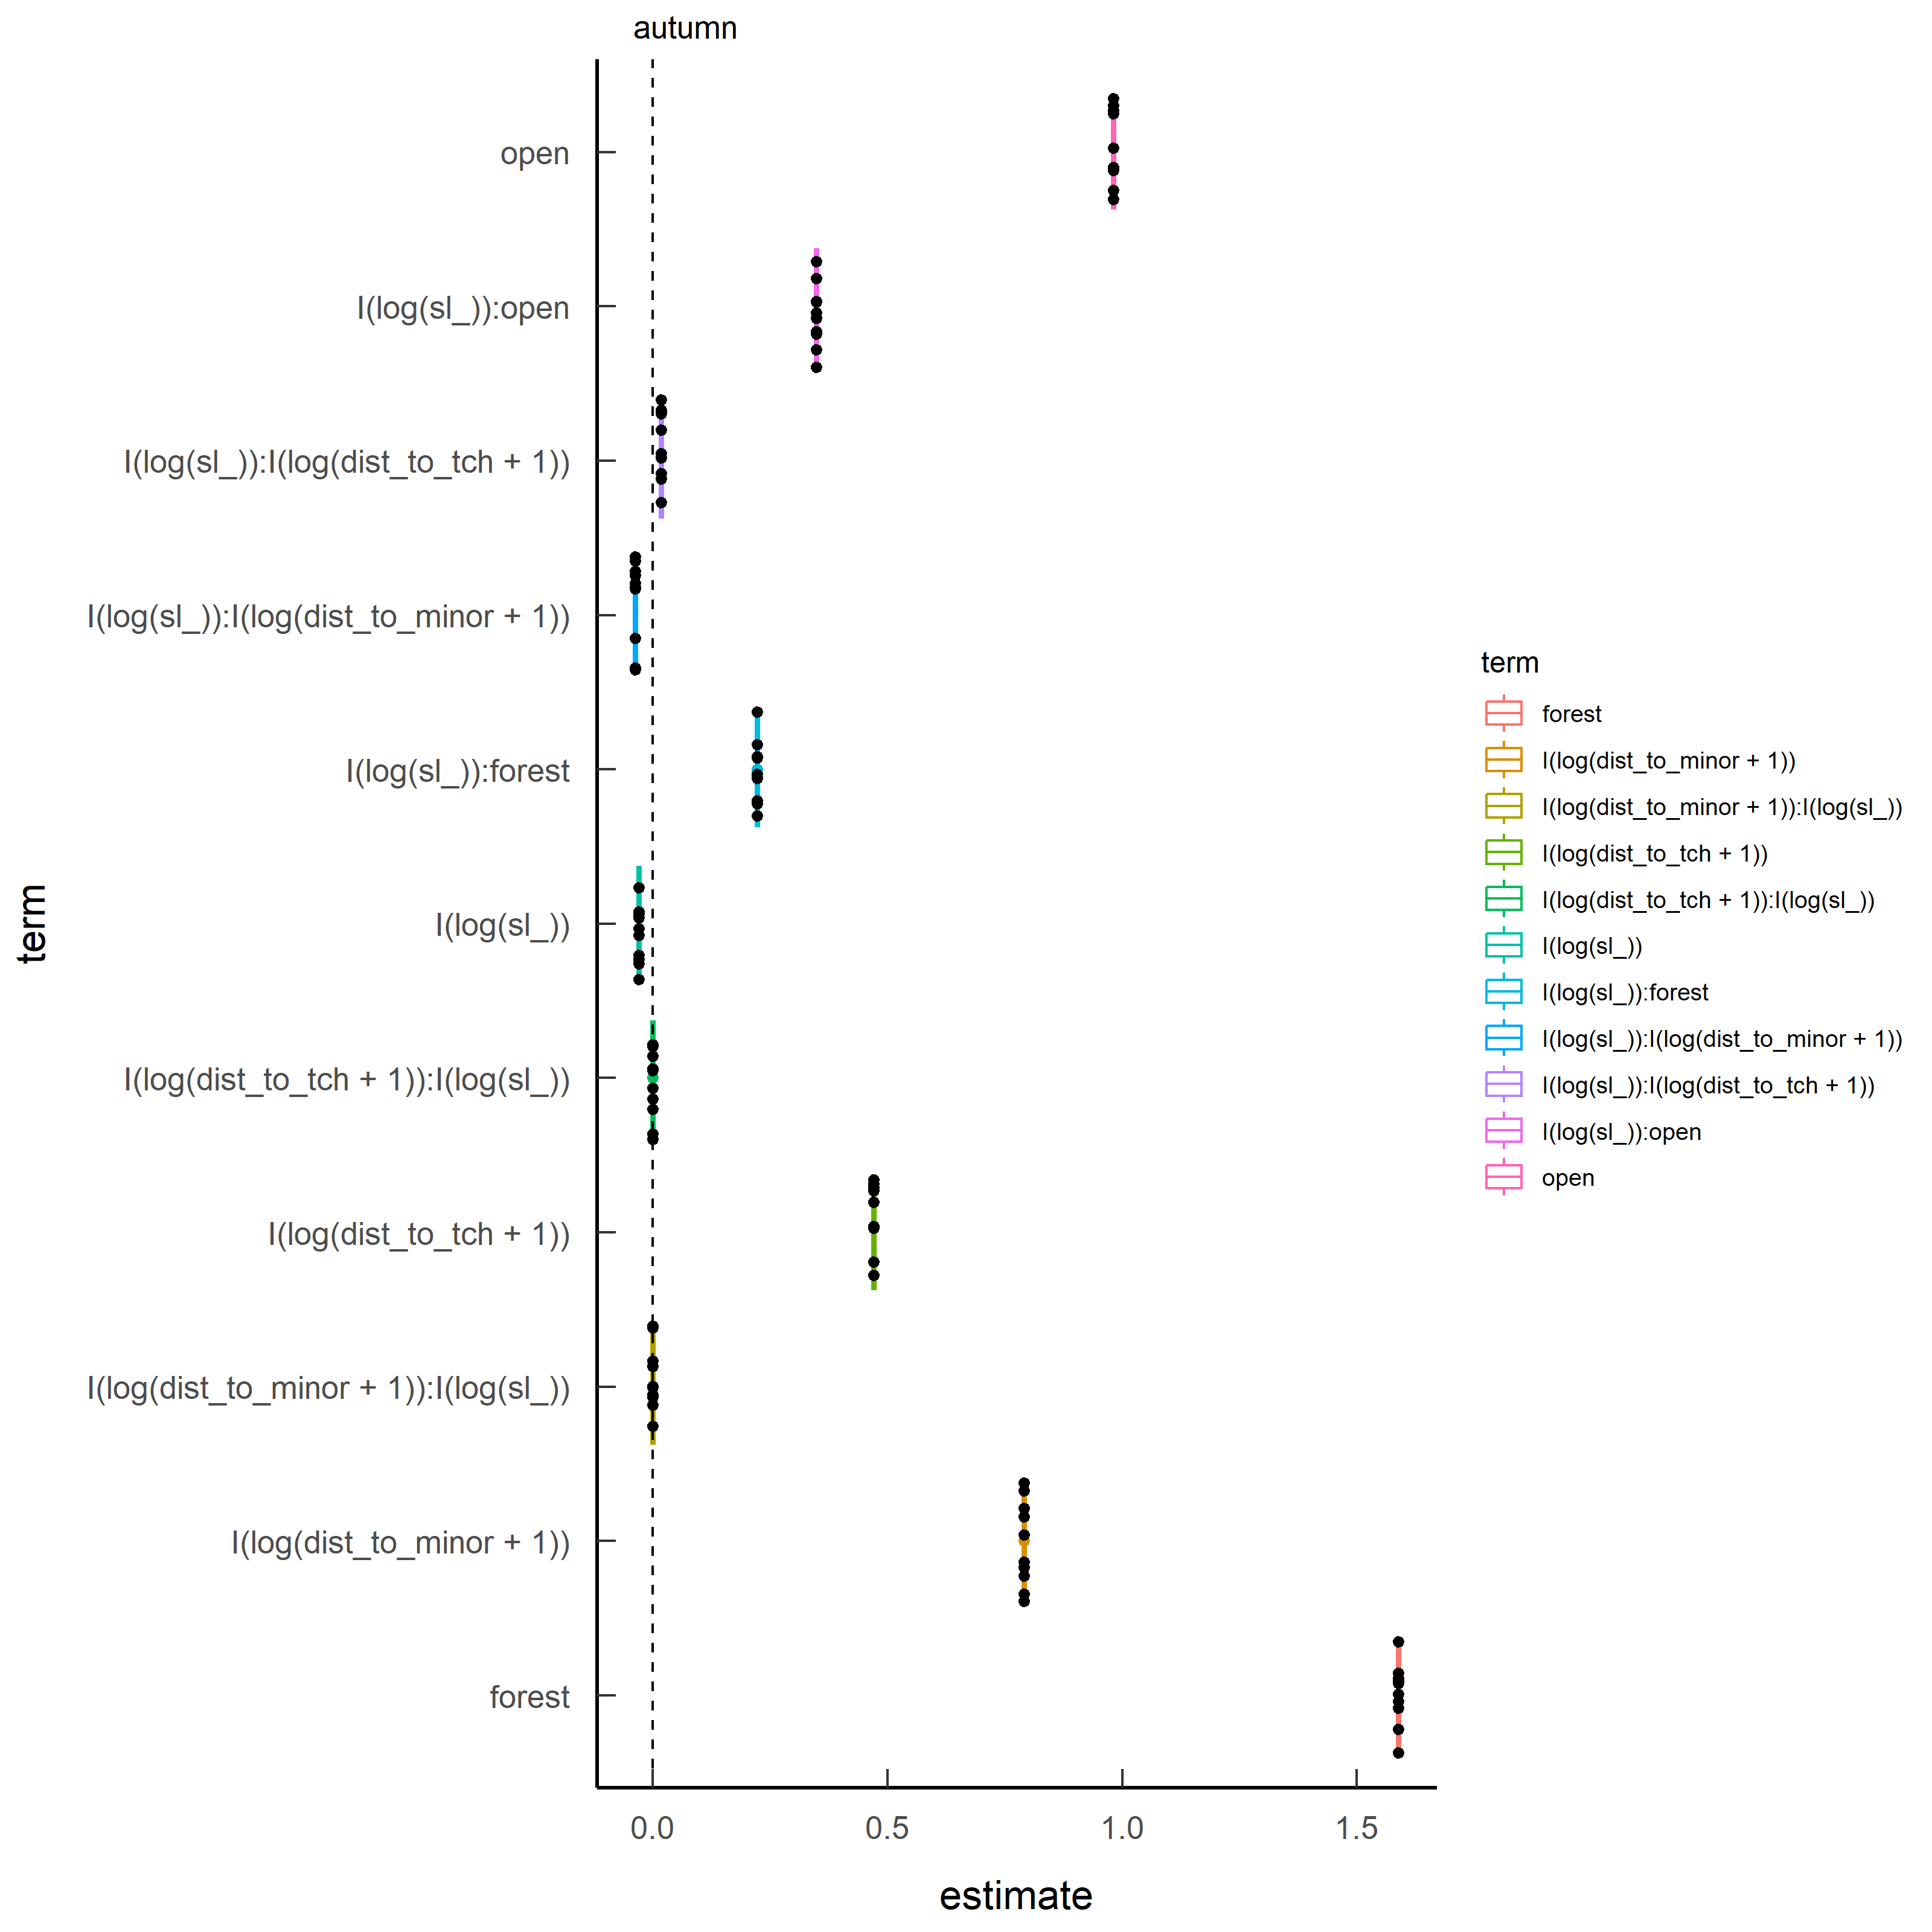 autumn
open
I(log(sl_)):open
I(log(sl_)):I(log(dist_to_tch + 1))
I(log(sl_)):I(log(dist_to_minor + 1))
I(log(sl_)):forest
I(log(sl_))
I(log(dist_to_tch + 1)):I(log(sl_))
I(log(dist_to_tch + 1))
I(log(dist_to_minor + 1)):I(log(sl_))
I(log(dist_to_minor + 1))
forest
term
0.0 0.5 1.0 1.5
estimate
term
forest
I(log(dist_to_minor + 1))
I(log(dist_to_minor + 1)):I(log(sl_))
I(log(dist_to_tch + 1))
I(log(dist_to_tch + 1)):I(log(sl_))
I(log(sl_))
I(log(sl_)):forest
I(log(sl_)):I(log(dist_to_minor + 1))
I(log(sl_)):I(log(dist_to_tch + 1))
I(log(sl_)):open
open